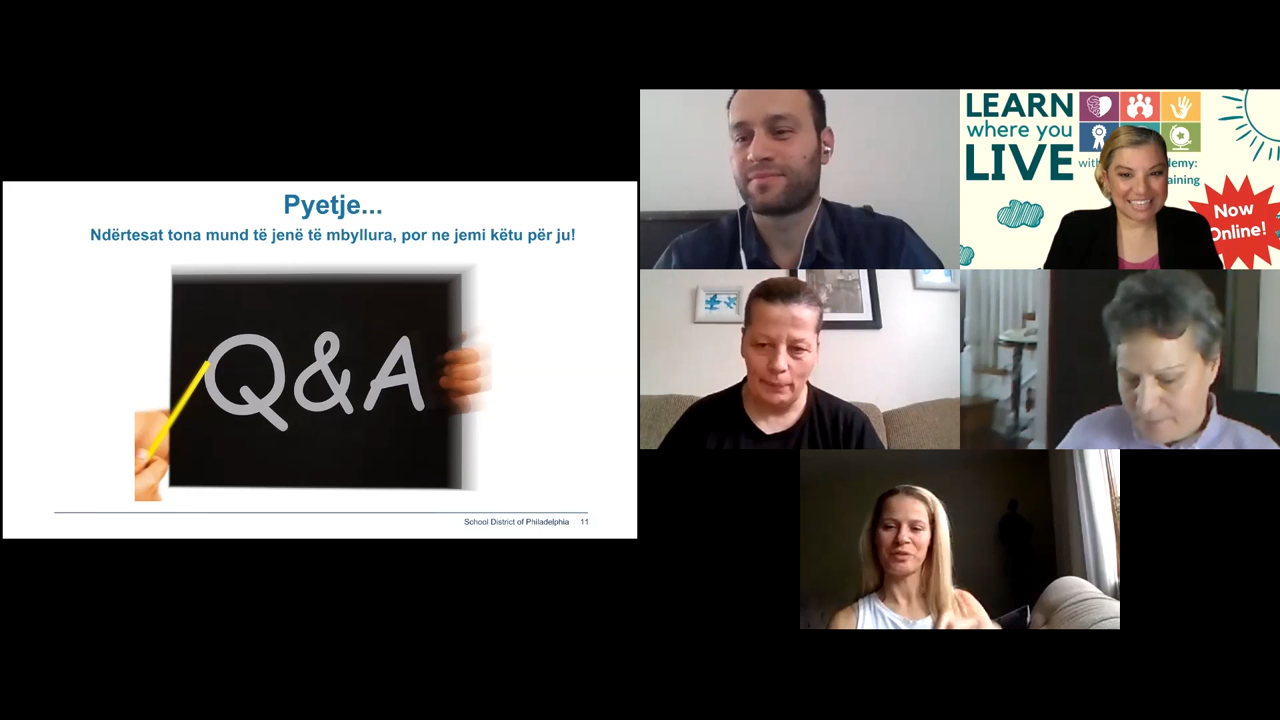 Pyetje...
Ndërtesat tona mund të jenë të mbyllura, por ne jemi këtu për ju!
Q&A
School District of Philadelphia 11
LEARN
where you
LIVE
Now
Online!